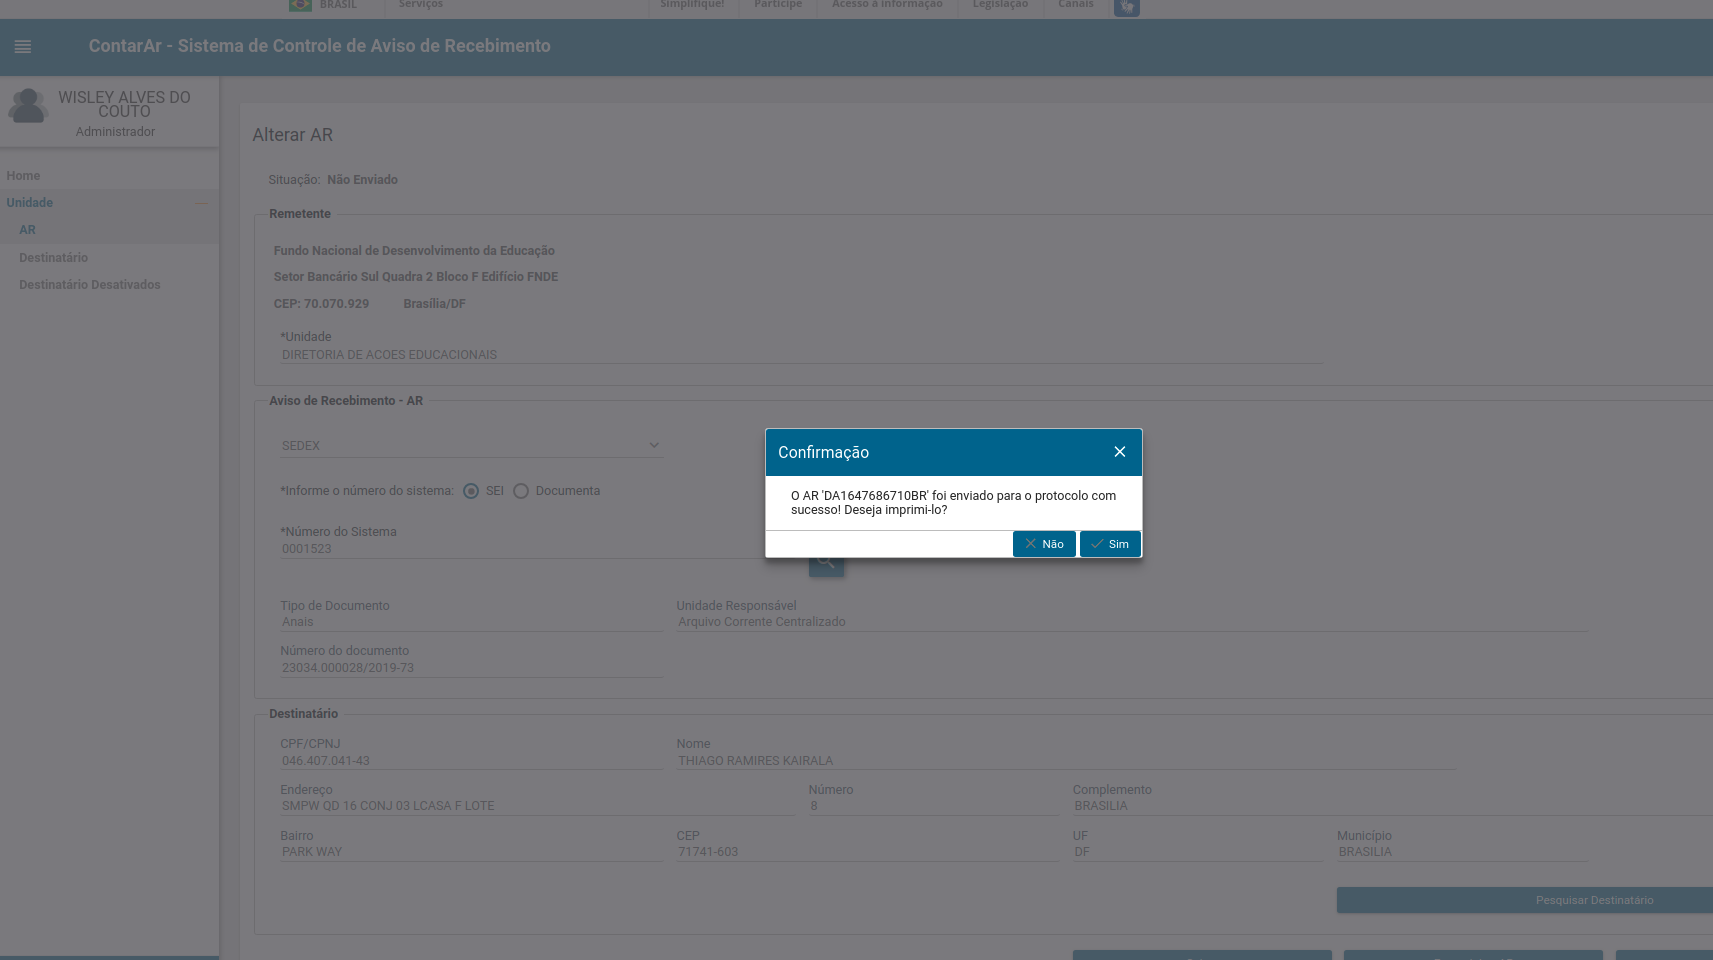 BRASIL Serviços Simplifique! Participe Acesso à informação Legislação Canais
ContarAr - Sistema de Controle de Aviso de Recebimento
WISLEY ALVES DO
COUTO
Administrador
Home
Unidade
AR
Destinatário
Destinatário Desativados
Alterar AR
Situação: Não Enviado
Remetente
Fundo Nacional de Desenvolvimento da Educação
Setor Bancário Sul Quadra 2 Bloco F Edifício FNDE
CEP: 70.070.929 Brasília/DF
*Unidade
DIRETORIA DE ACOES EDUCACIONAIS
Aviso de Recebimento - AR
SEDEX
*Informe o número do sistema: SEI Documenta
*Número do Sistema
0001523
Confirmação
O AR 'DA1647686710BR' foi enviado para o protocolo com
sucesso! Deseja imprimi-lo?
Não Sim
Tipo de Documento Unidade Responsável
Anais Arquivo Corrente Centralizado
Número do documento
23034.000028/2019-73
Destinatário
CPF/CPNJ Nome
046.407.041-43 THIAGO RAMIRES KAIRALA
Endereço Número Complemento
SMPW QD 16 CONJ 03 LCASA F LOTE 8 BRASILIA
Bairro CEP UF Município
PARK WAY 71741-603 DF BRASILIA
Pesquisar Destinatário